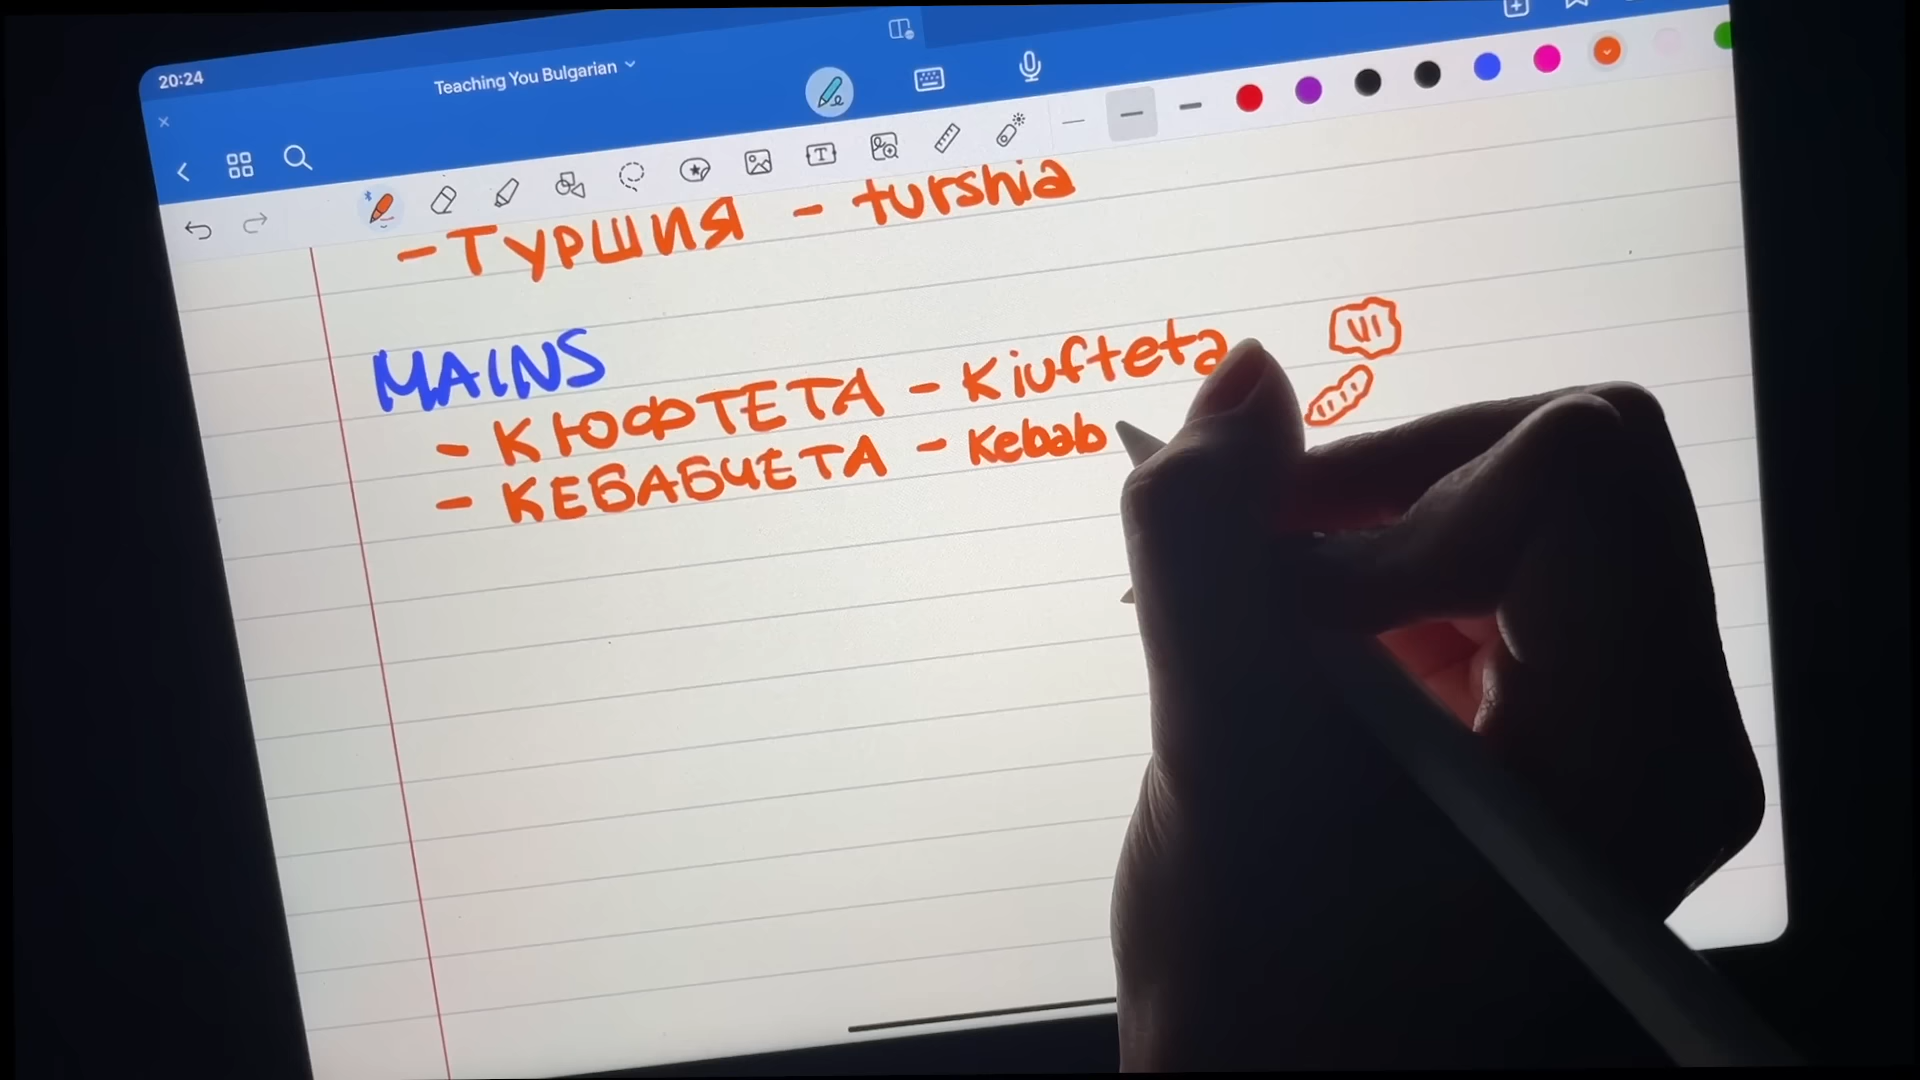 20:24
Teaching You Bulgarian
- ТУРШИЯ - turshia
MAINS
- КЮФТЕТА - Kiufteta
- КЕБАБЧЕТА - Kebab